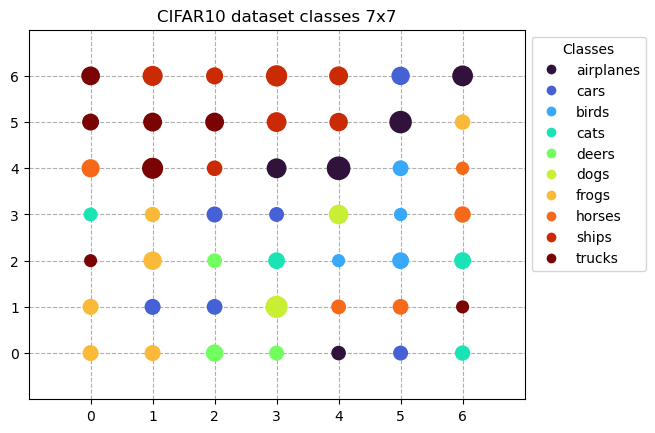 CIFAR10 dataset classes 7x7
6
5
4
3
2
1
0
0 1 2 3 4 5 6
Classes
airplanes
cars
birds
cats
deers
dogs
frogs
horses
ships
trucks